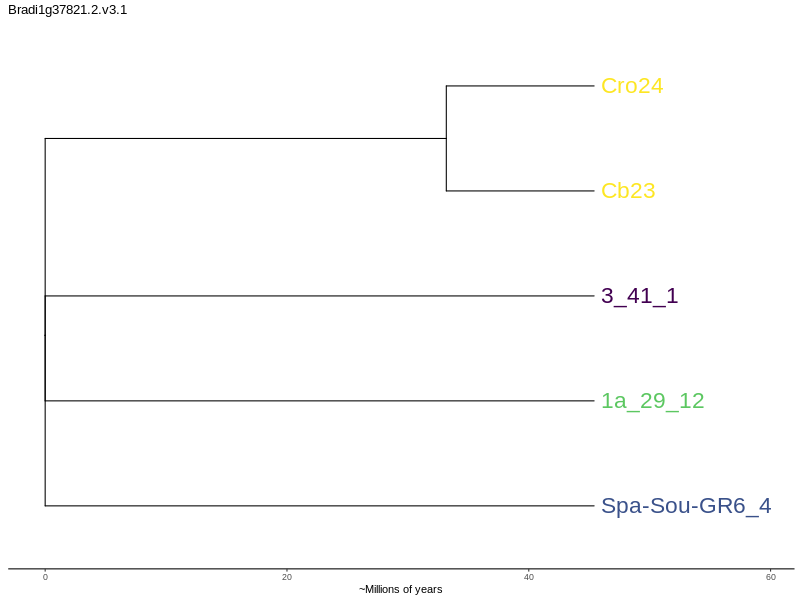 Bradi1g37821.2.v3.1
Cro24
Cb23
3_41_1
1a_29_12
Spa-Sou-GR6_4
0 20 40 60
~Millions of years